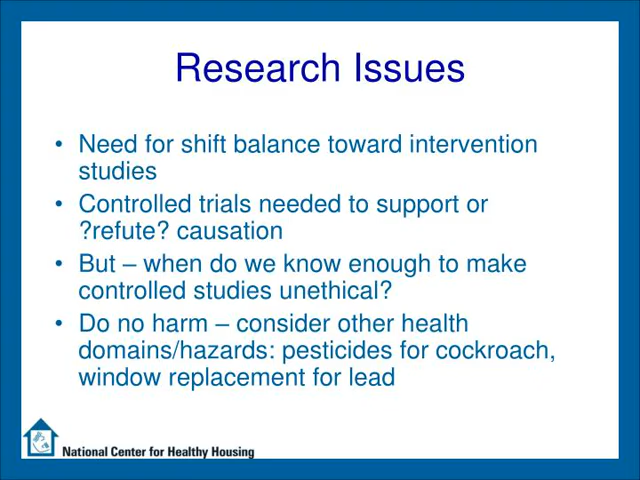 Research Issues
• Need for shift balance toward intervention
studies
• Controlled trials needed to support or
?refute? causation
• But – when do we know enough to make
controlled studies unethical?
• Do no harm – consider other health
domains/hazards: pesticides for cockroach,
window replacement for lead
National Center for Healthy Housing